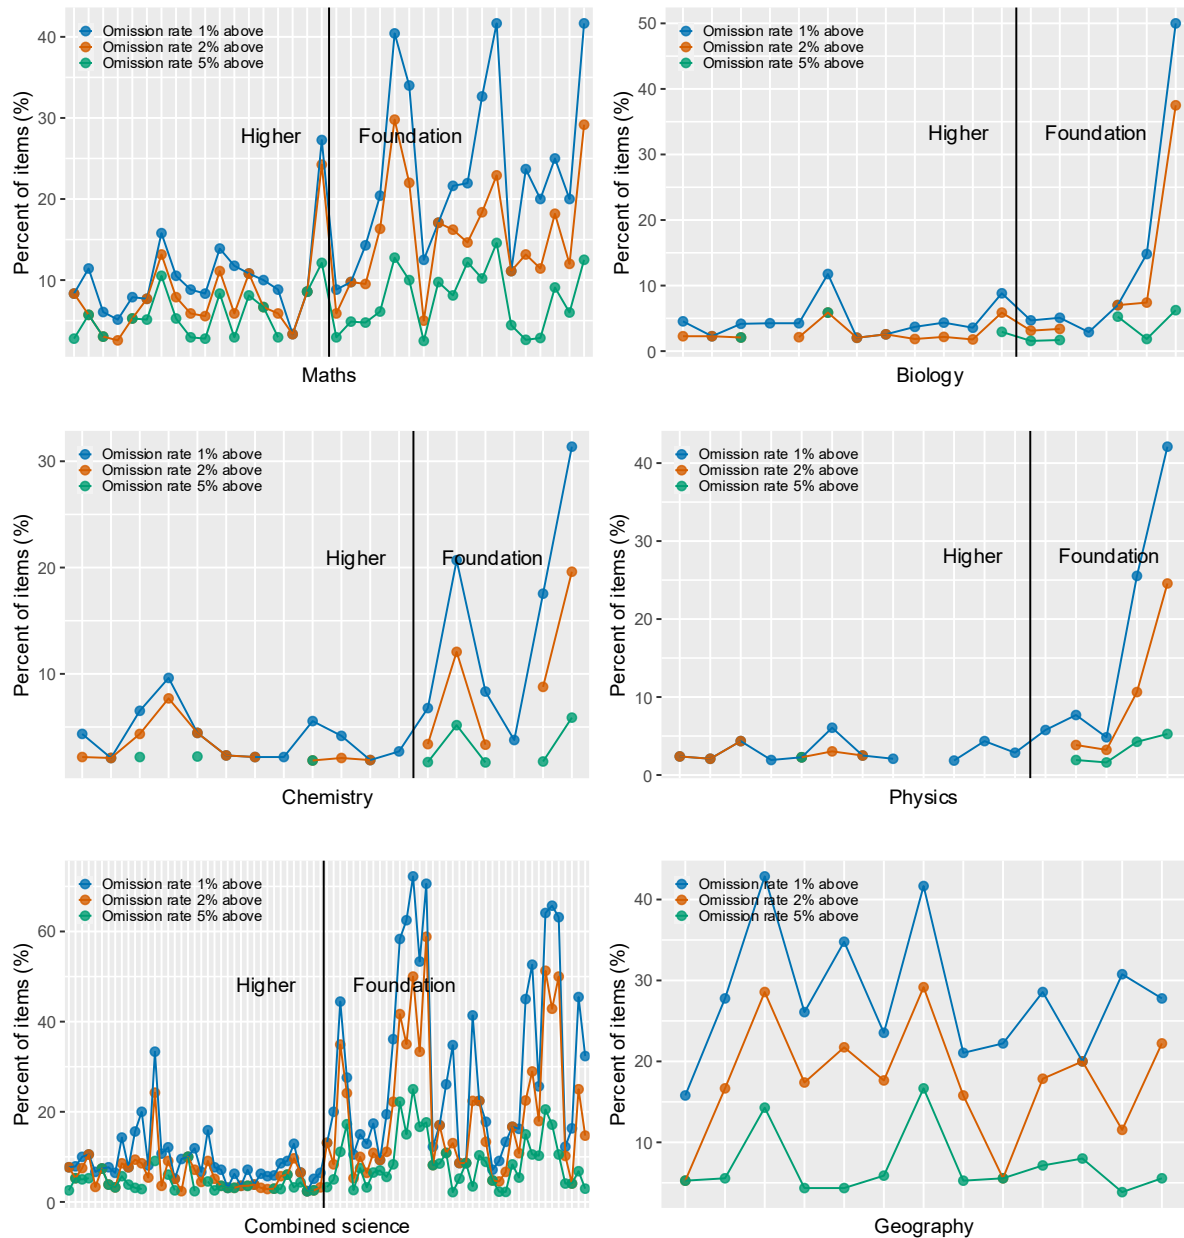 Omission rate 1% above
Omission rate 2% above
Omission rate 5% above
Higher
Foundation
Percent of items (%)
40
30
20
10
Maths
Omission rate 1% above
Omission rate 2% above
Omission rate 5% above
Higher
Foundation
Percent of items (%)
50
40
30
20
10
0
Biology
Omission rate 1% above
Omission rate 2% above
Omission rate 5% above
Higher
Foundation
Percent of items (%)
30
20
10
Chemistry
Omission rate 1% above
Omission rate 2% above
Omission rate 5% above
Higher
Foundation
Percent of items (%)
40
30
20
10
0
Physics
Omission rate 1% above
Omission rate 2% above
Omission rate 5% above
Higher
Foundation
Percent of items (%)
60
40
20
0
Combined science
Omission rate 1% above
Omission rate 2% above
Omission rate 5% above
Percent of items (%)
40
30
20
10
Geography